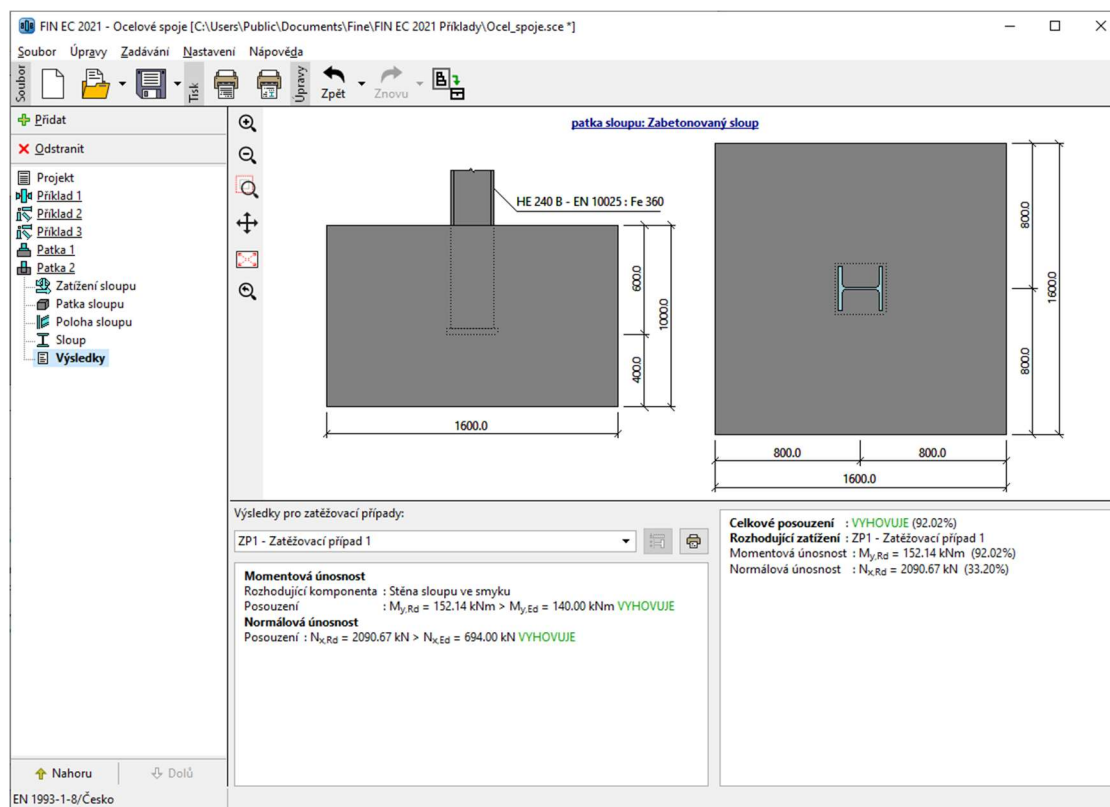 FIN EC 2021 - Ocelové spoje [C:\Users\Public\Documents\Fine\FIN EC 2021 Příklady\Ocel_spoje.sce *]
Soubor Úpravy Zadávání Nastavení Nápověda
Soubor
Tisk
Úpravy
Zpět
Znovu
Přidat
Odstranit
Projekt
Příklad 1
Příklad 2
Příklad 3
Patka 1
Patka 2
Zatížení sloupu
Patka sloupu
Poloha sloupu
Sloup
Výsledky
Nahoru
Dolů
EN 1993-1-8/Česko
patka sloupu: Zabetonovaný sloup
HE 240 B - EN 10025 : Fe 360
600.0
400.0
1000.0
1600.0
800.0
800.0
1600.0
800.0 800.0
1600.0
Výsledky pro zatěžovací případy:
ZP1 - Zatěžovací případ 1
Momentová únosnost
Rozhodující komponenta : Stěna sloupu ve smyku
Posouzení : My,Rd = 152.14 kNm > My,Ed = 140.00 kNm VYHOVUJE
Normálová únosnost
Posouzení : Nx,Rd = 2090.67 kN > Nx,Ed = 694.00 kN VYHOVUJE
Celkové posouzení : VYHOVUJE (92.02%)
Rozhodující zatížení : ZP1 - Zatěžovací případ 1
Momentová únosnost : My,Rd = 152.14 kNm (92.02%)
Normálová únosnost : Nx,Rd = 2090.67 kN (33.20%)